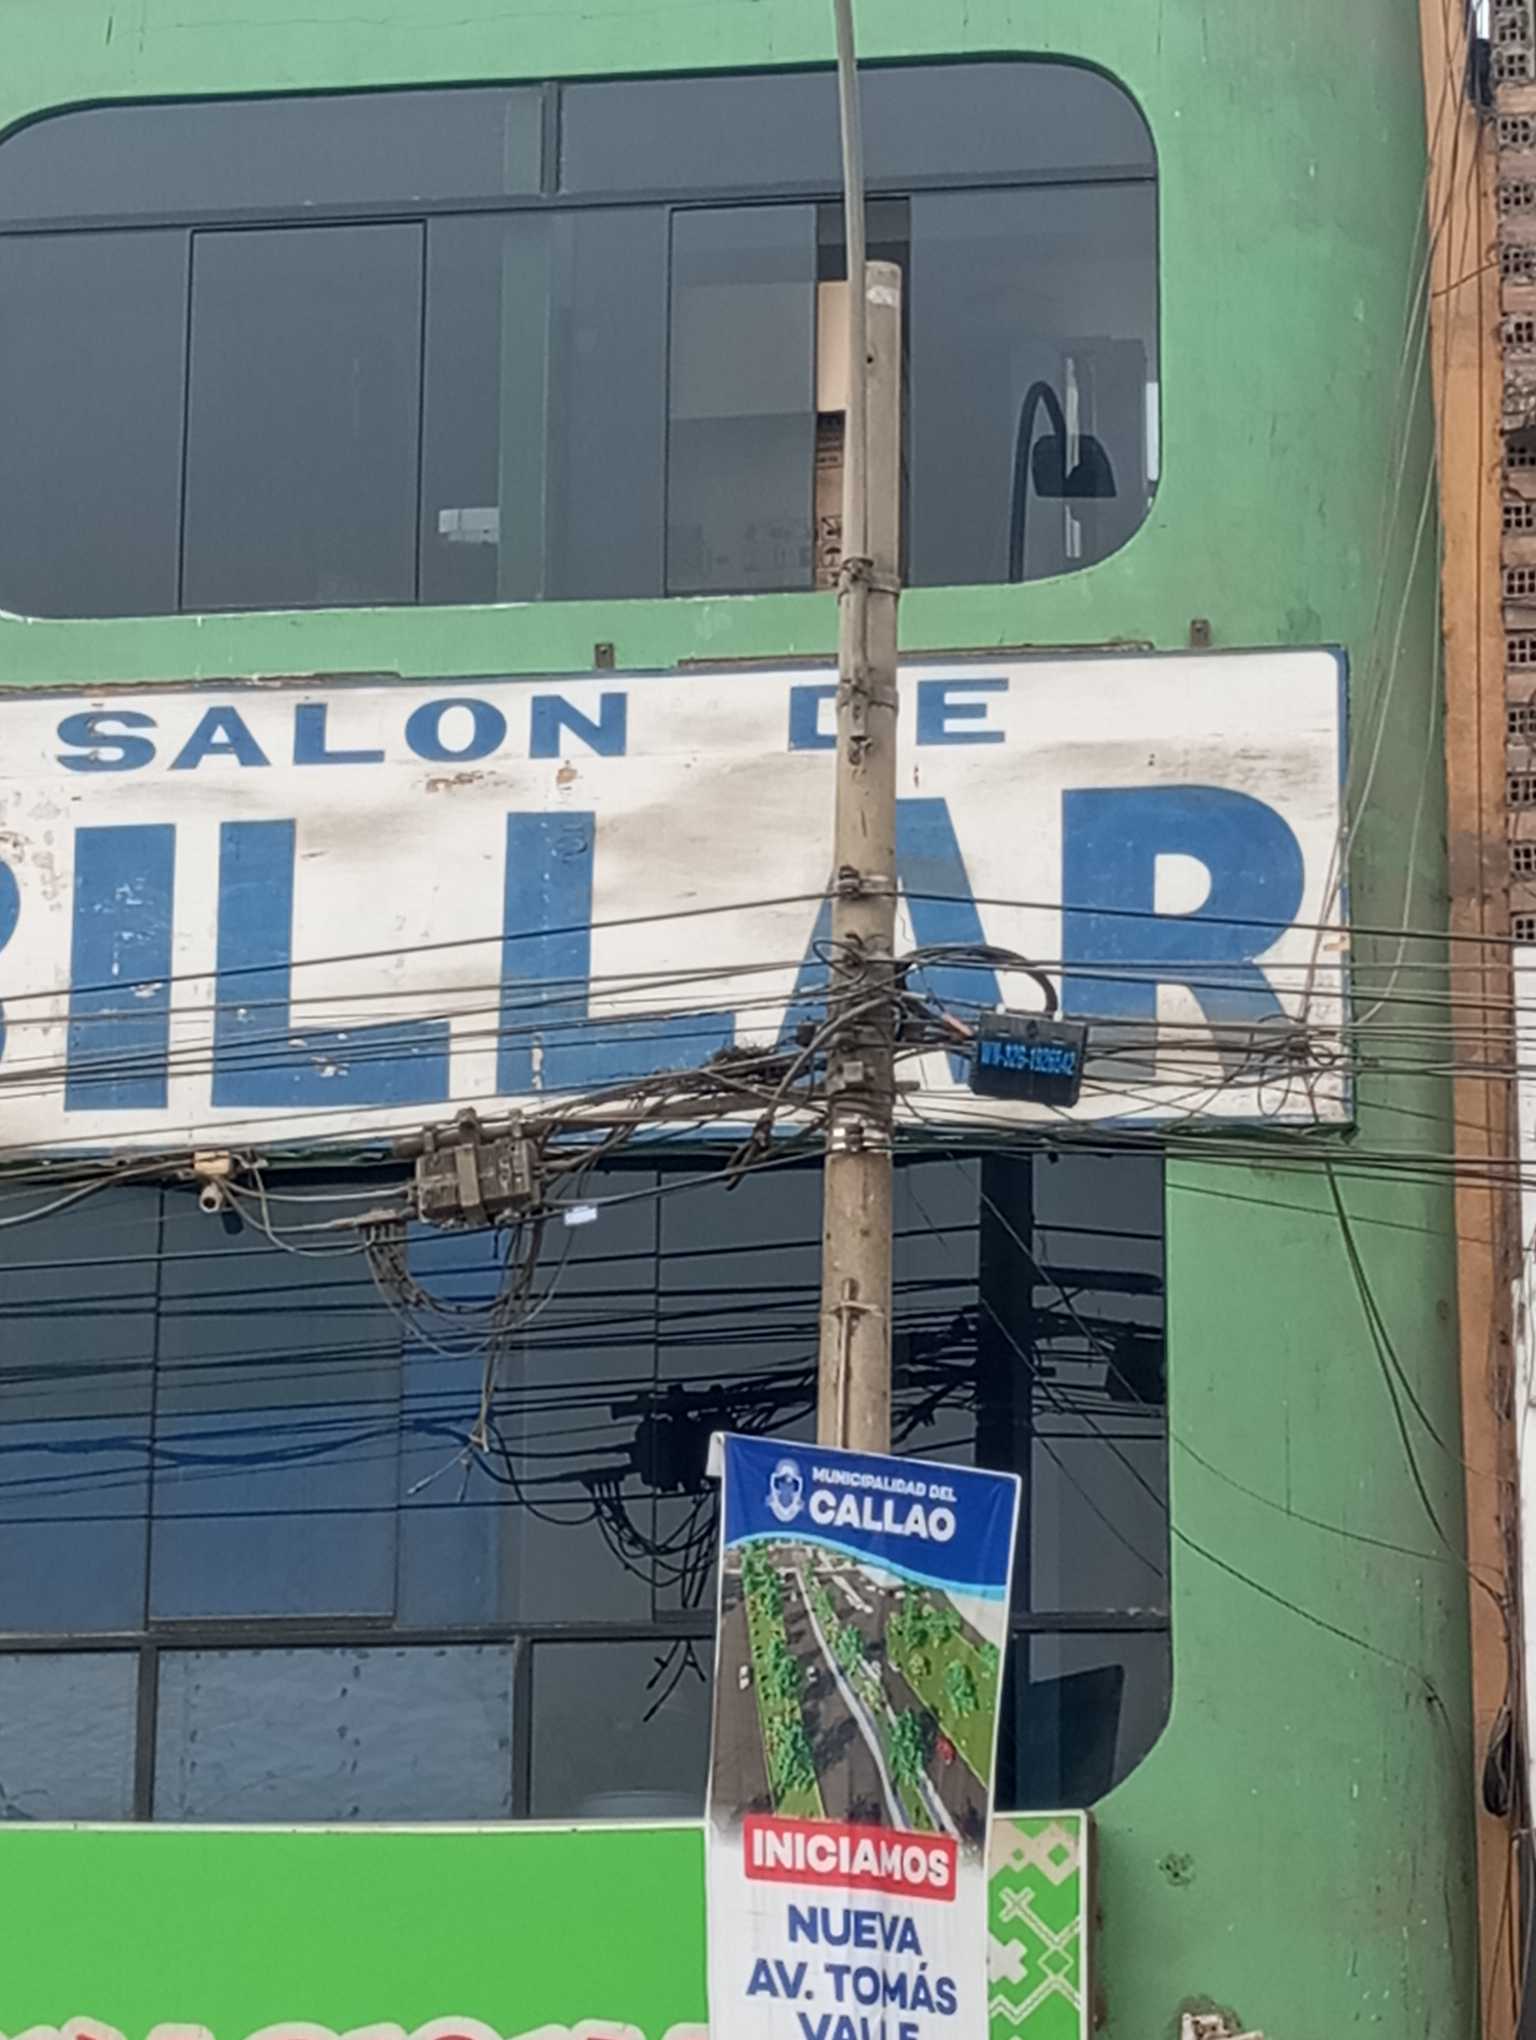 SALON DE
BILLAR
MUNICIPALIDAD DEL
CALLAO
INICIAMOS
NUEVA
AV. TOMÁS
VALLE